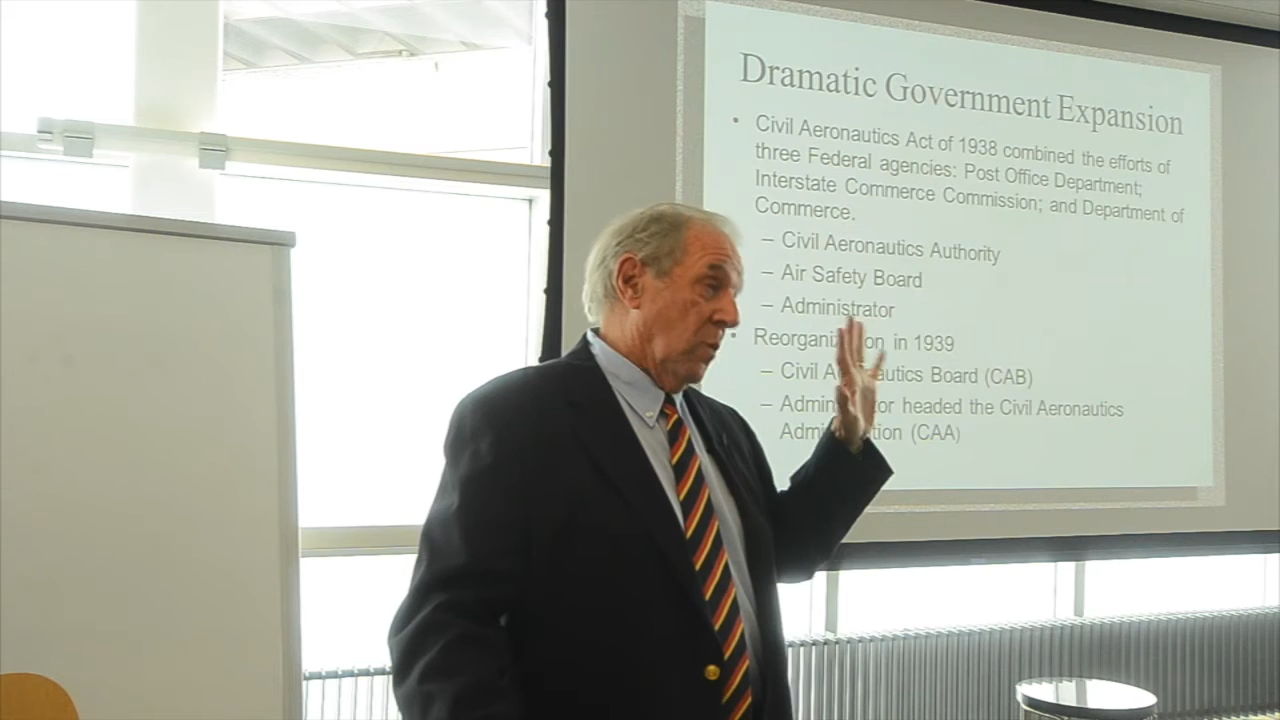 Dramatic Government Expansion
• Civil Aeronautics Act of 1938 combined the efforts of
three Federal agencies: Post Office Department;
Interstate Commerce Commission; and Department of
Commerce.
– Civil Aeronautics Authority
– Air Safety Board
– Administrator
• Reorgani on in 1939
– Civil A autics Board (CAB)
– Admin or headed the Civil Aeronautics
Adm tion (CAA)